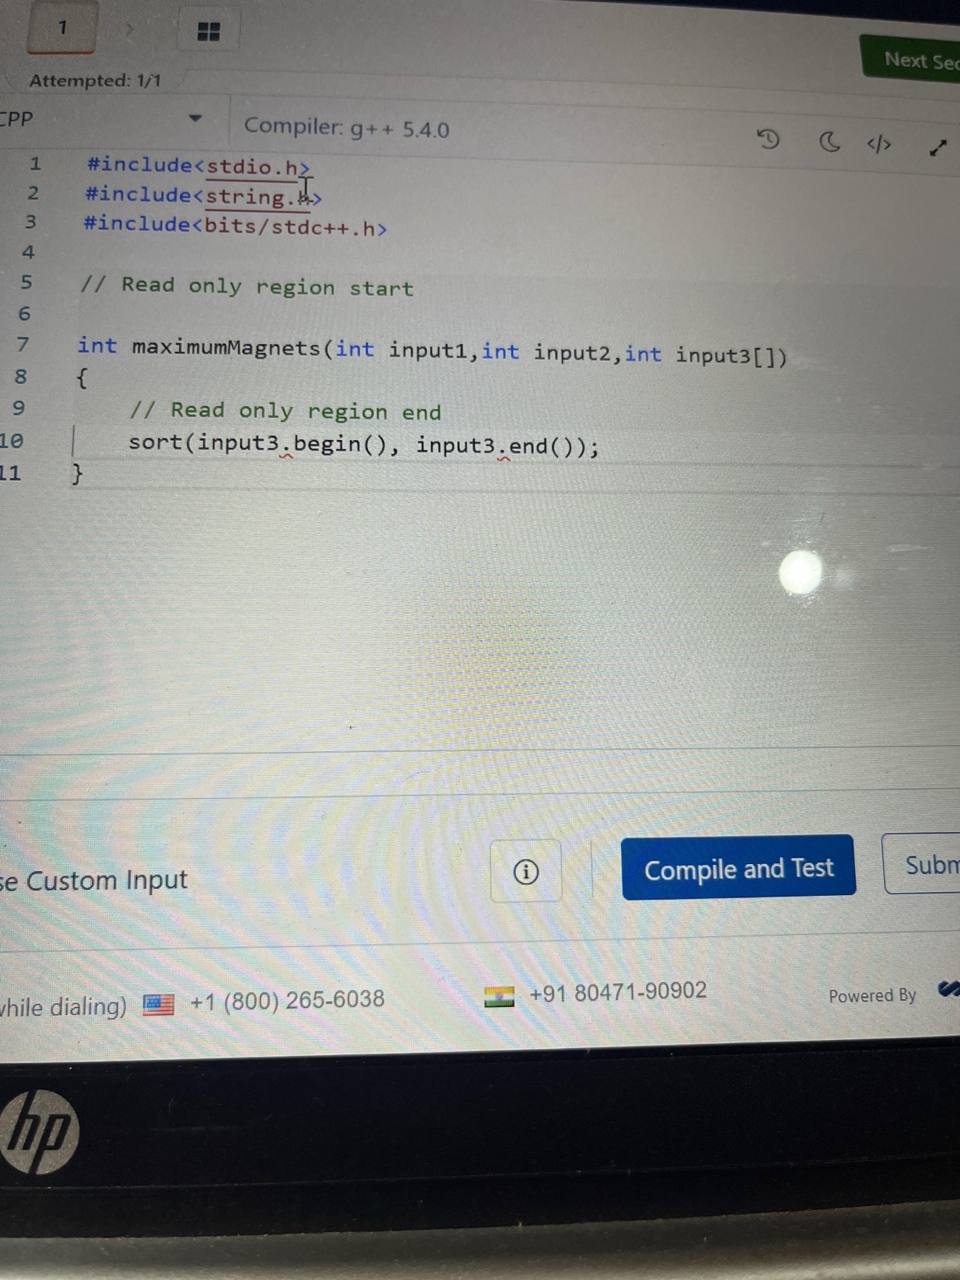 1
Attempted: 1/1
Next Sec
CPP
Compiler: g++ 5.4.0
</>
1 #include<stdio.h>
2 #include<string.h>
3 #include<bits/stdc++.h>
4
5 // Read only region start
6
7 int maximumMagnets(int input1,int input2,int input3[])
8 {
9 // Read only region end
10 sort(input3.begin(), input3.end());
11 }
se Custom Input
Compile and Test
Subm
while dialing) +1 (800) 265-6038
+91 80471-90902
Powered By
hp